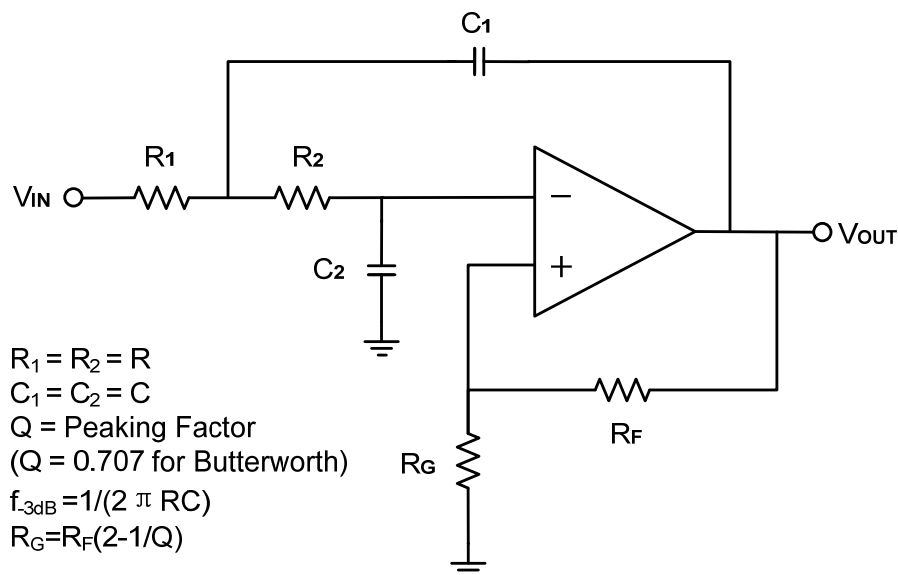 C1
R1
R2
VIN
−
VOUT
C2
+
R1 = R2 = R
C1 = C2 = C
Q = Peaking Factor
(Q = 0.707 for Butterworth)
f-3dB =1/(2 π RC)
RG=RF(2-1/Q)
RF
RG